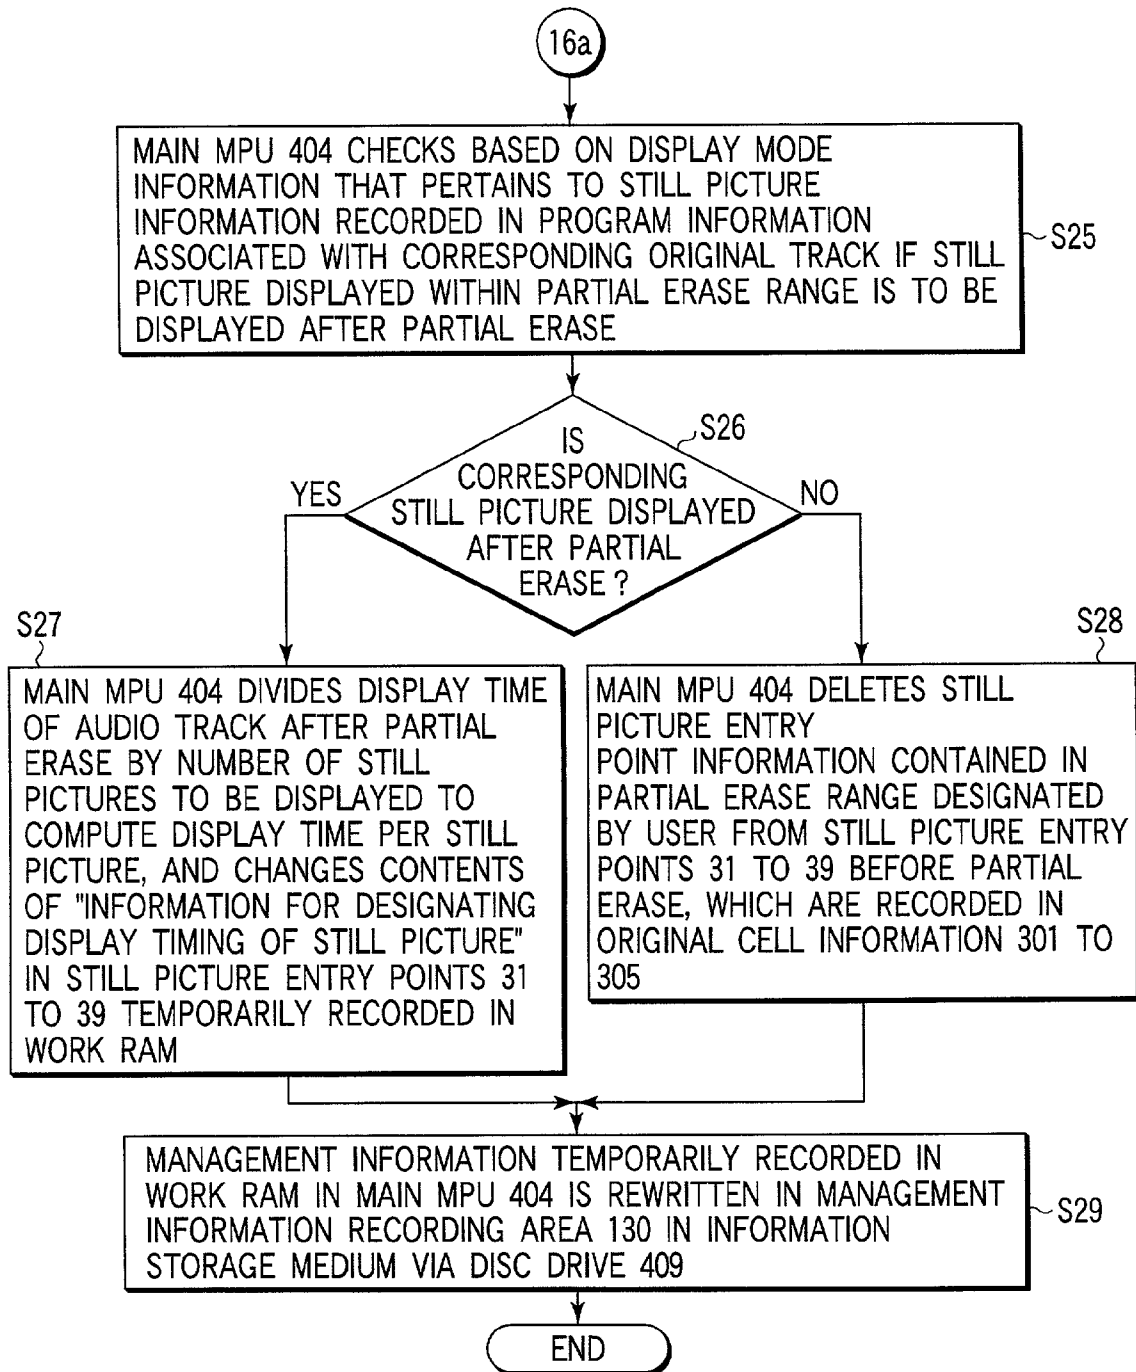 16a
MAIN MPU 404 CHECKS BASED ON DISPLAY MODE
INFORMATION THAT PERTAINS TO STILL PICTURE
INFORMATION RECORDED IN PROGRAM INFORMATION
ASSOCIATED WITH CORRESPONDING ORIGINAL TRACK IF STILL
PICTURE DISPLAYED WITHIN PARTIAL ERASE RANGE IS TO BE
DISPLAYED AFTER PARTIAL ERASE
S25
S26
IS
CORRESPONDING
STILL PICTURE DISPLAYED
AFTER PARTIAL
ERASE?
YES
NO
S27
MAIN MPU 404 DIVIDES DISPLAY TIME
OF AUDIO TRACK AFTER PARTIAL
ERASE BY NUMBER OF STILL
PICTURES TO BE DISPLAYED TO
COMPUTE DISPLAY TIME PER STILL
PICTURE, AND CHANGES CONTENTS
OF "INFORMATION FOR DESIGNATING
DISPLAY TIMING OF STILL PICTURE"
IN STILL PICTURE ENTRY POINTS 31
TO 39 TEMPORARILY RECORDED IN
WORK RAM
S28
MAIN MPU 404 DELETES STILL
PICTURE ENTRY
POINT INFORMATION CONTAINED IN
PARTIAL ERASE RANGE DESIGNATED
BY USER FROM STILL PICTURE ENTRY
POINTS 31 TO 39 BEFORE PARTIAL
ERASE, WHICH ARE RECORDED IN
ORIGINAL CELL INFORMATION 301 TO
305
MANAGEMENT INFORMATION TEMPORARILY RECORDED IN
WORK RAM IN MAIN MPU 404 IS REWRITTEN IN MANAGEMENT
INFORMATION RECORDING AREA 130 IN INFORMATION
STORAGE MEDIUM VIA DISC DRIVE 409
S29
END